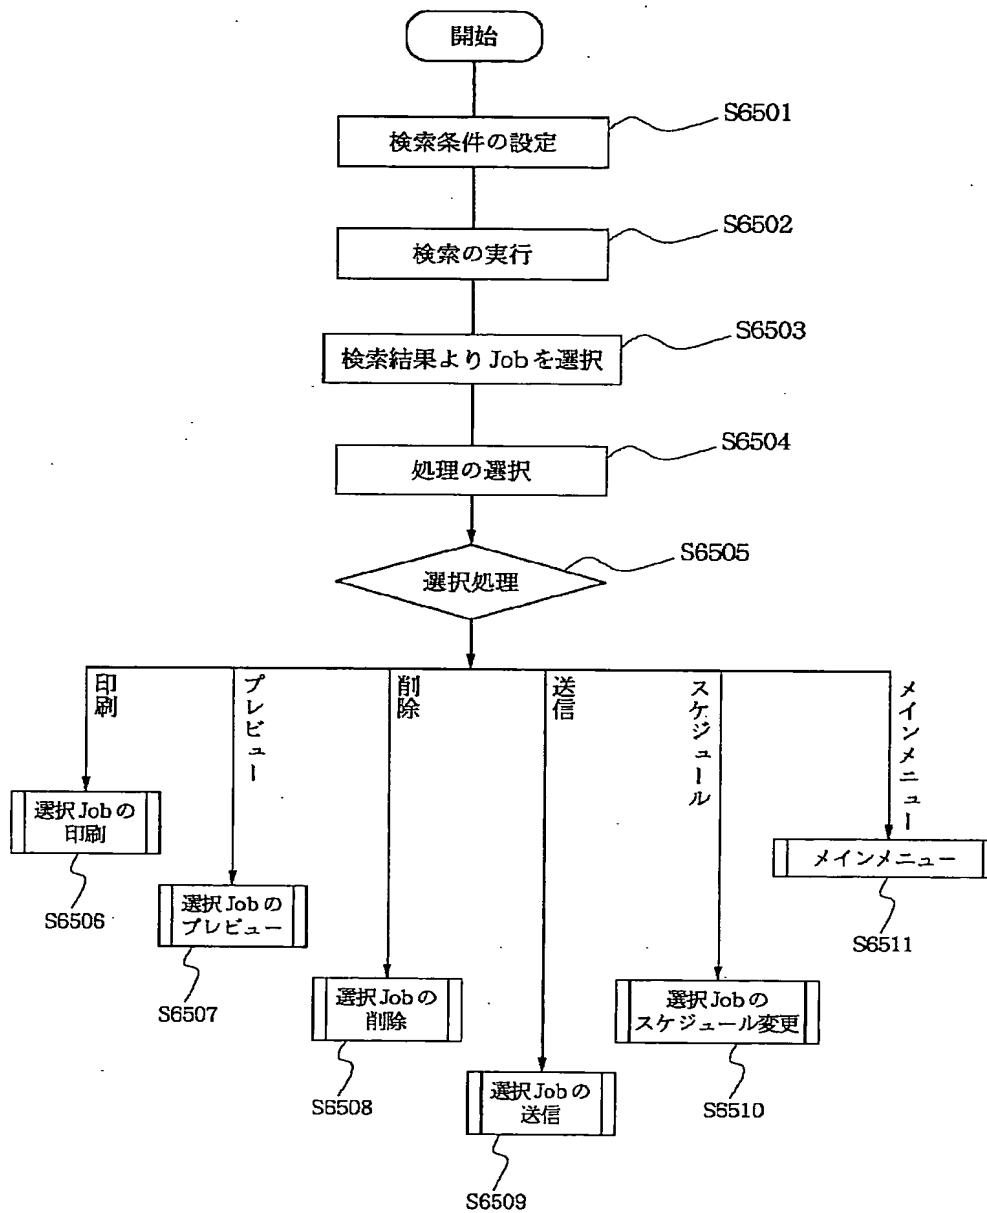 開始
S6501
検索条件の設定
S6502
検索の実行
S6503
検索結果よりJobを選択
S6504
処理の選択
S6505
選択処理
印刷
プレビュー
削除
送信
スケジュール
メインメニュー
選択Jobの
印刷
S6506
選択Jobの
プレビュー
S6507
選択Jobの
削除
S6508
選択Jobの
送信
S6509
選択Jobの
スケジュール変更
S6510
メインメニュー
S6511